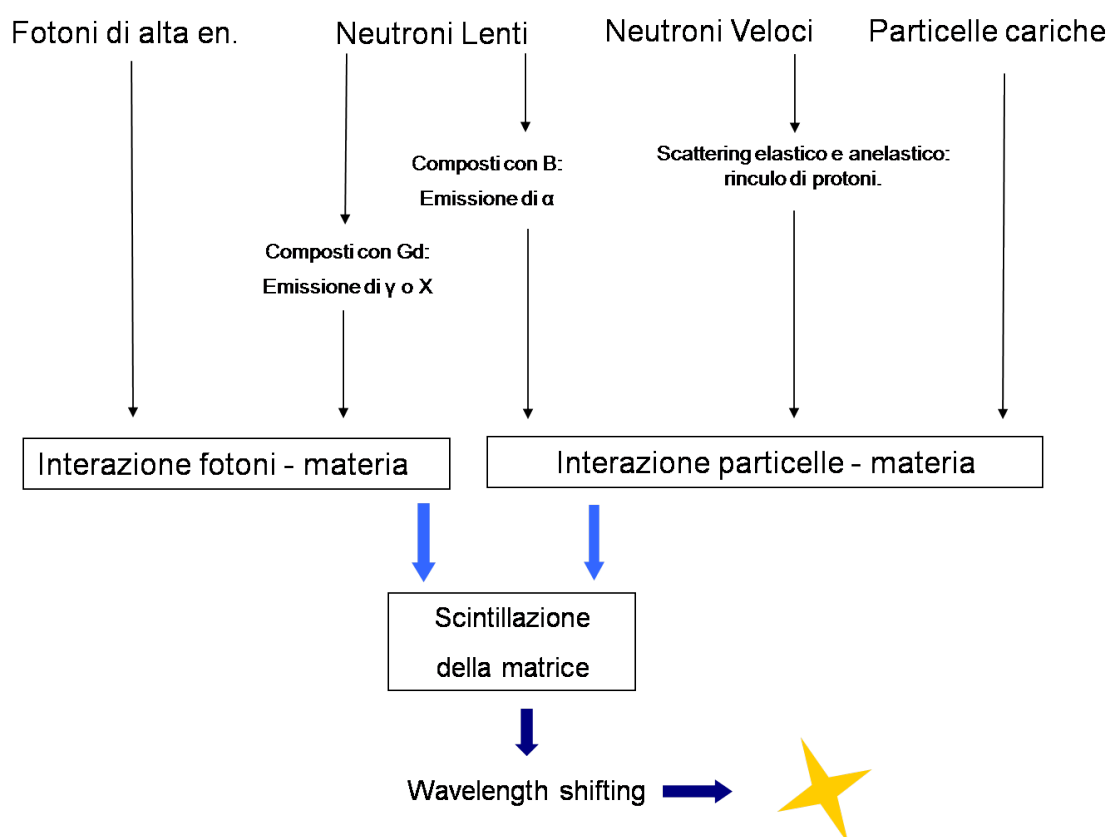 Fotoni di alta en.
Neutroni Lenti
Neutroni Veloci
Particelle cariche
Composti con B:
Emissione di α
Scattering elastico e anelastico:
rinculo di protoni.
Composti con Gd:
Emissione di γ o X
Interazione fotoni - materia
Interazione particelle - materia
Scintillazione
della matrice
Wavelength shifting